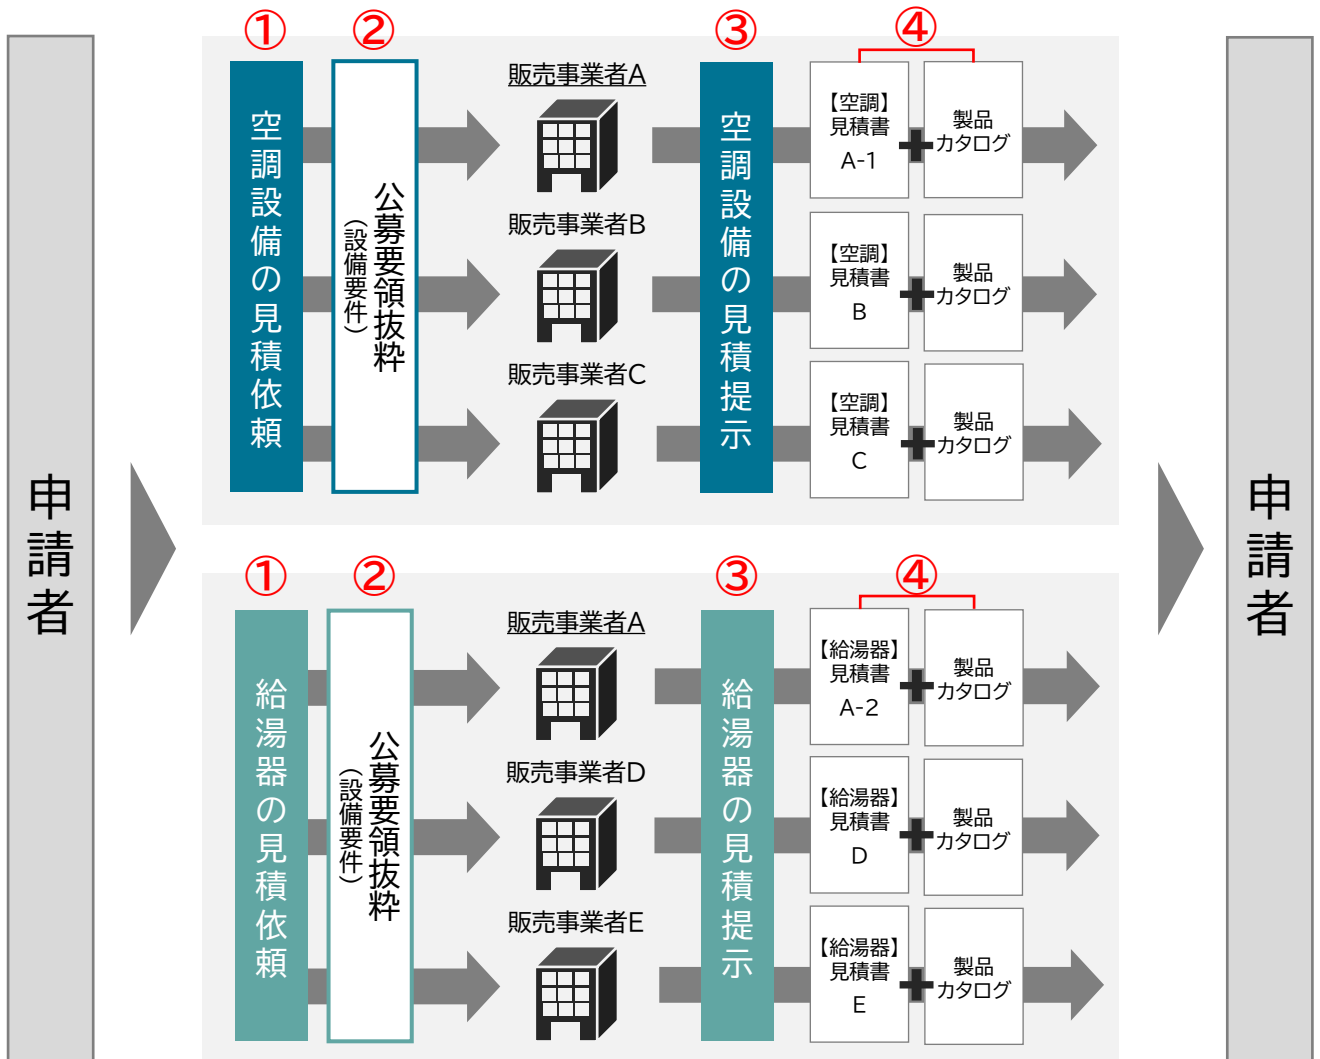 申請者
①
②
③
④
空調設備の見積依頼
公募要領抜粋
（設備要件）
販売事業者A
販売事業者B
販売事業者C
空調設備の見積提示
【空調】
見積書
A-1
製品
カタログ
【空調】
見積書
B
製品
カタログ
【空調】
見積書
C
製品
カタログ
①
②
③
④
給湯器の見積依頼
公募要領抜粋
（設備要件）
販売事業者A
販売事業者D
販売事業者E
給湯器の見積提示
【給湯器】
見積書
A-2
製品
カタログ
【給湯器】
見積書
D
製品
カタログ
【給湯器】
見積書
E
製品
カタログ
申請者